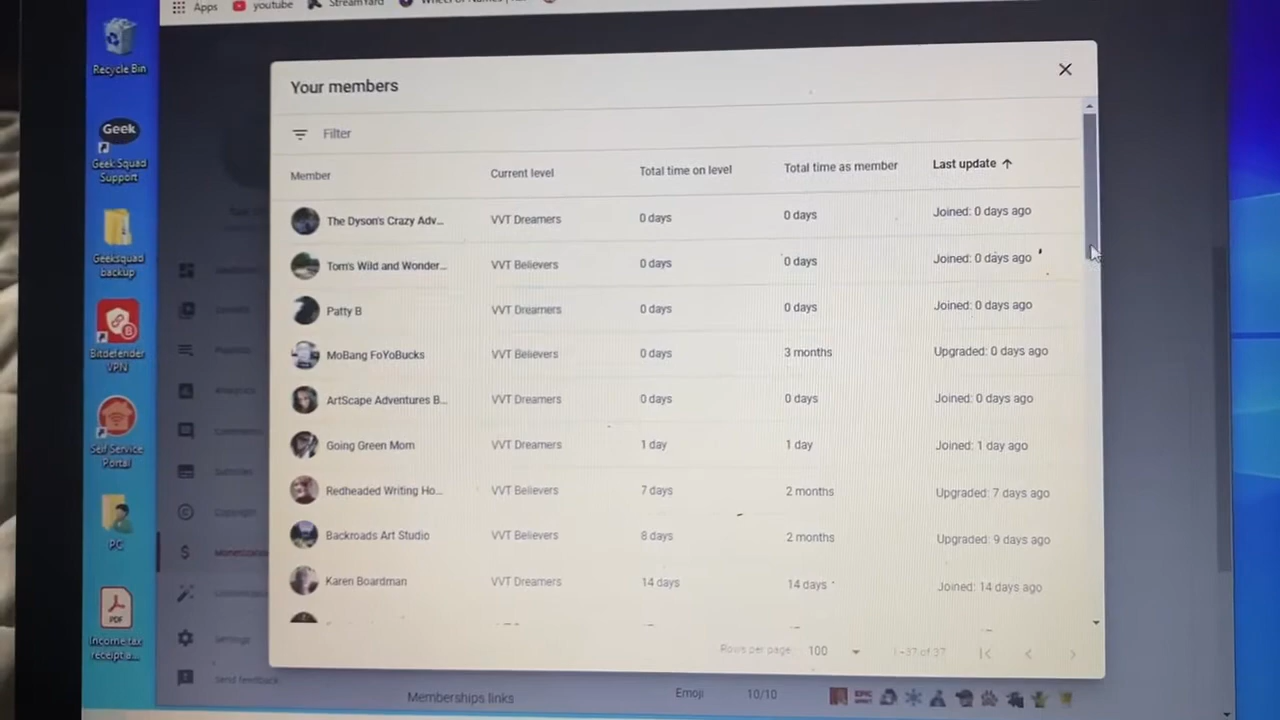 Apps youtube StreamYard
Recycle Bin
Geek
Geek Squad
Support
Geeksquad
backup
Bitdefender
VPN
Self Service
Portal
PC
PDF
Income tax
receipt a...
Your members
Filter
Member Current level Total time on level Total time as member Last update ↑
The Dyson's Crazy Adv... VVT Dreamers 0 days 0 days Joined: 0 days ago
Tom's Wild and Wonder... VVT Believers 0 days 0 days Joined: 0 days ago
Patty B VVT Dreamers 0 days 0 days Joined: 0 days ago
MoBang FoYoBucks VVT Believers 0 days 3 months Upgraded: 0 days ago
ArtScape Adventures B... VVT Dreamers 0 days 0 days Joined: 0 days ago
Going Green Mom VVT Dreamers 1 day 1 day Joined: 1 day ago
Redheaded Writing Ho... VVT Believers 7 days 2 months Upgraded: 7 days ago
Backroads Art Studio VVT Believers 8 days 2 months Upgraded: 9 days ago
Karen Boardman VVT Dreamers 14 days 14 days Joined: 14 days ago
Rows per page: 100 1-37 of 37
Settings
Send feedback
Memberships links Emoji 10/10